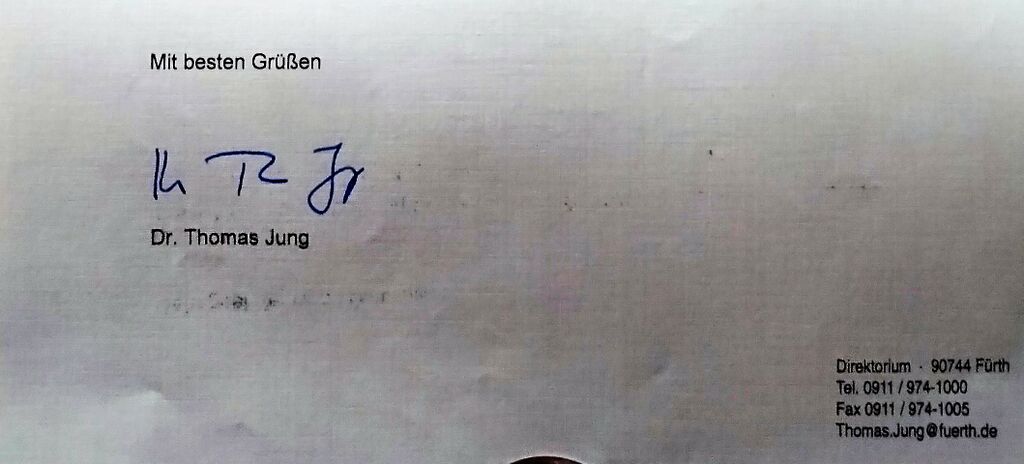 Mit besten Grüßen
Dr. Thomas Jung
Direktorium · 90744 Fürth
Tel. 0911 / 974-1000
Fax 0911 / 974-1005
Thomas.Jung@fuerth.de